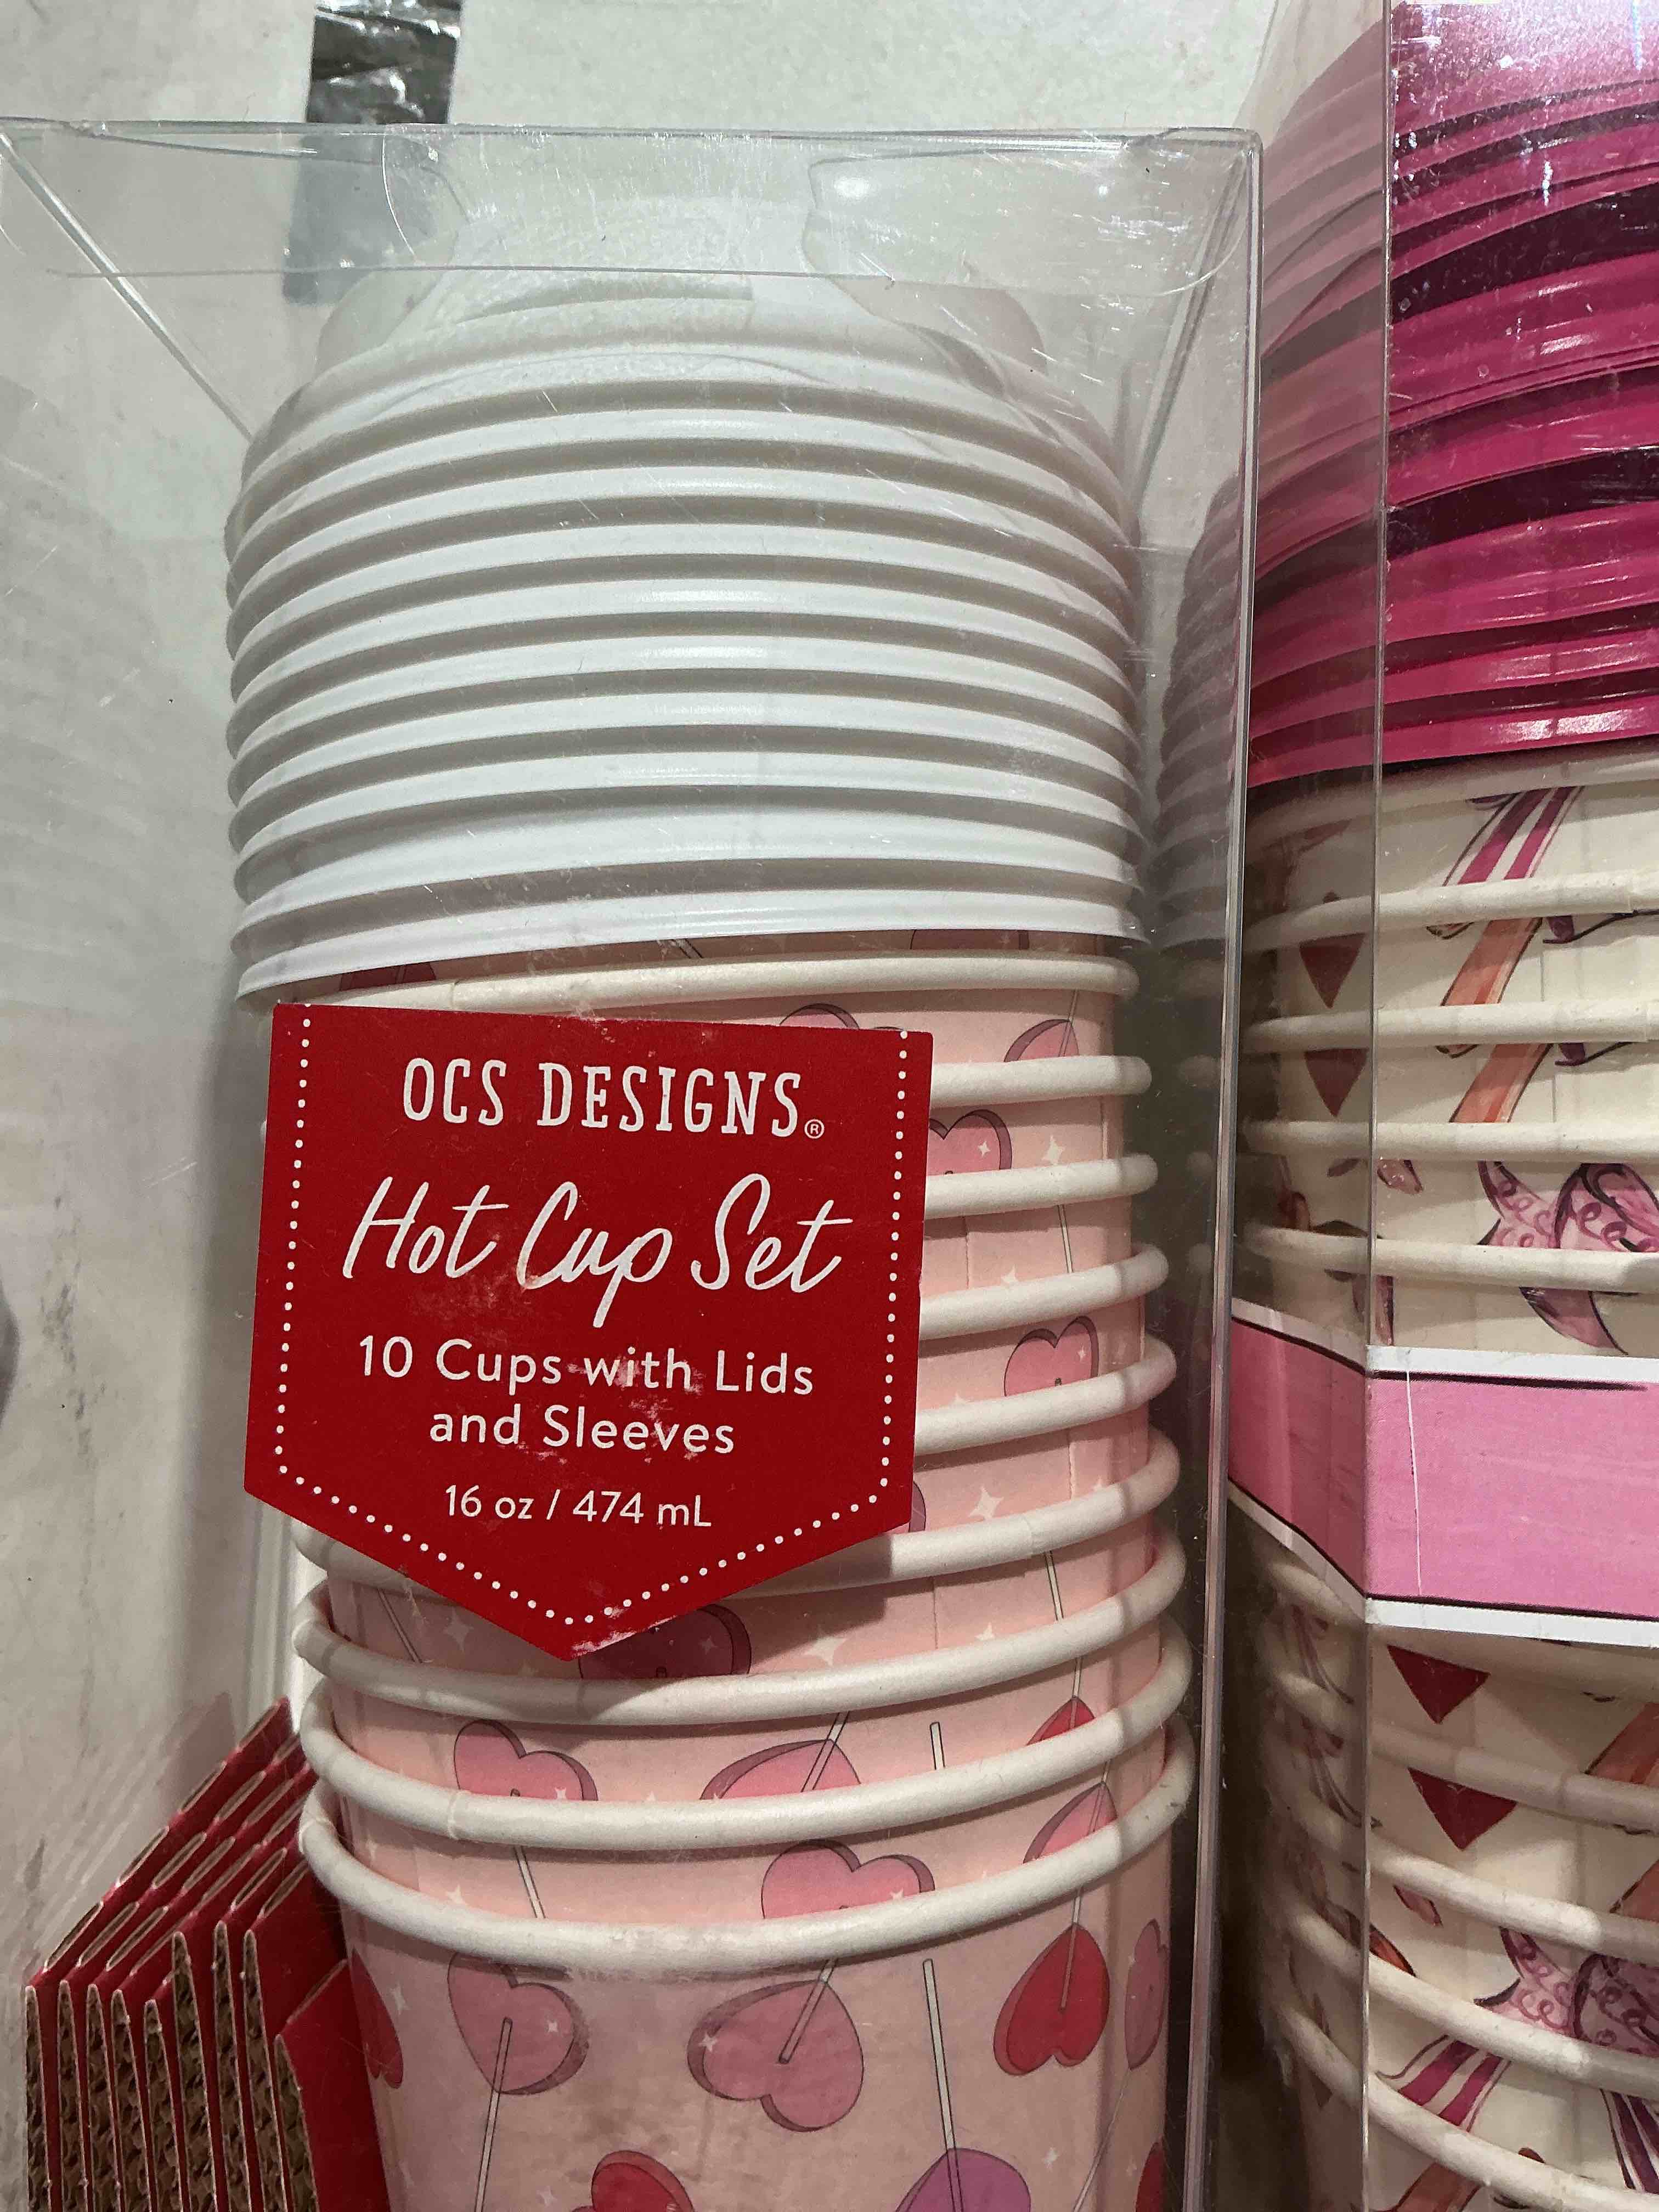 OCS DESIGNS®
Hot Cup Set
10 Cups with Lids
and Sleeves
16 oz / 474 mL